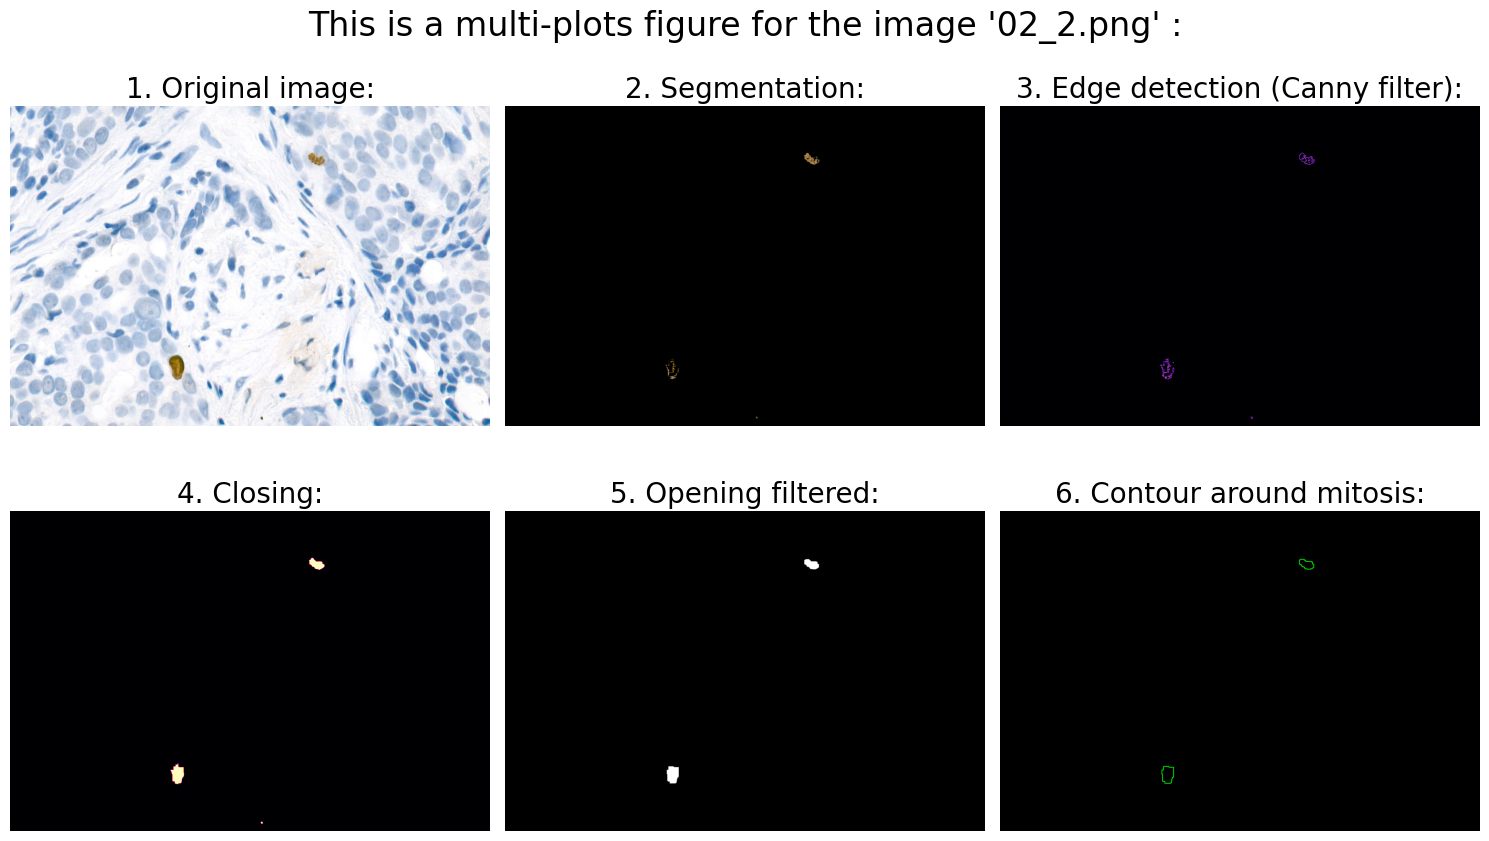 This is a multi-plots figure for the image '02_2.png' :
1. Original image:
2. Segmentation:
3. Edge detection (Canny filter):
4. Closing:
5. Opening filtered:
6. Contour around mitosis: